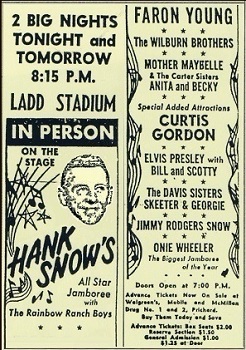 2 BIG NIGHTS
TONIGHT and
TOMORROW
8:15 P.M.
LADD STADIUM
IN PERSON
ON THE
STAGE
HANK
SNOW'S
All Star
Jamboree
with
The Rainbow Ranch Boys
FARON YOUNG
The WILBURN BROTHERS
MOTHER MAYBELLE
& The Carter Sisters
ANITA and BECKY
Special Added Attractions
CURTIS
GORDON
ELVIS PRESLEY with
BILL and SCOTTY
The DAVIS SISTERS
SKEETER & GEORGIE
JIMMY RODGERS SNOW
ONIE WHEELER
The Biggest Jamboree
of the Year
Doors Open at 7:00 P.M.
Advance Tickets Now On Sale at
Walgreen's, Mobile and McMillan
Drug No. 1 and 2, Prichard.
Buy Them Today and Save
Advance Tickets: Box Seats $2.00
Reserve Section $1.50
General Admission $1.00
$1.25 at Door